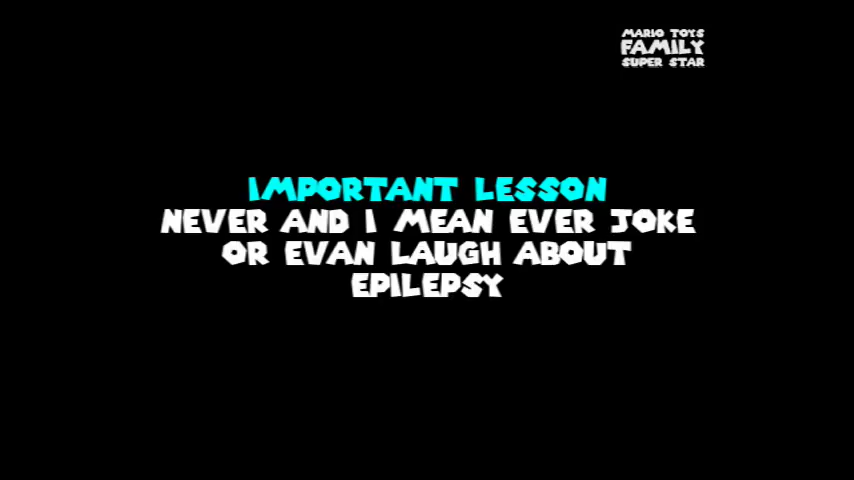 MARIO TOYS
FAMILY
SUPER STAR
IMPORTANT LESSON
NEVER AND I MEAN EVER JOKE
OR EVAN LAUGH ABOUT
EPILEPSY